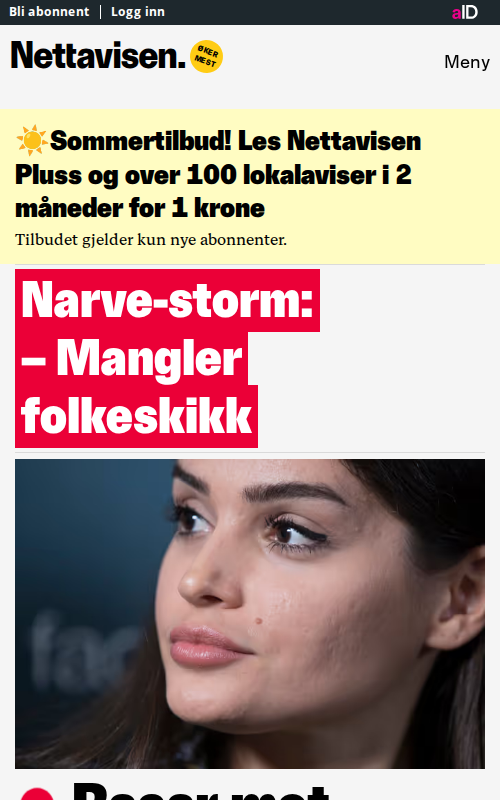 Bli abonnent | Logg inn
aID
Nettavisen.
ØKER
MEST
Meny
Sommertilbud! Les Nettavisen
Pluss og over 100 lokalaviser i 2
måneder for 1 krone
Tilbudet gjelder kun nye abonnenter.
Narve-storm:
– Mangler
folkeskikk
fac